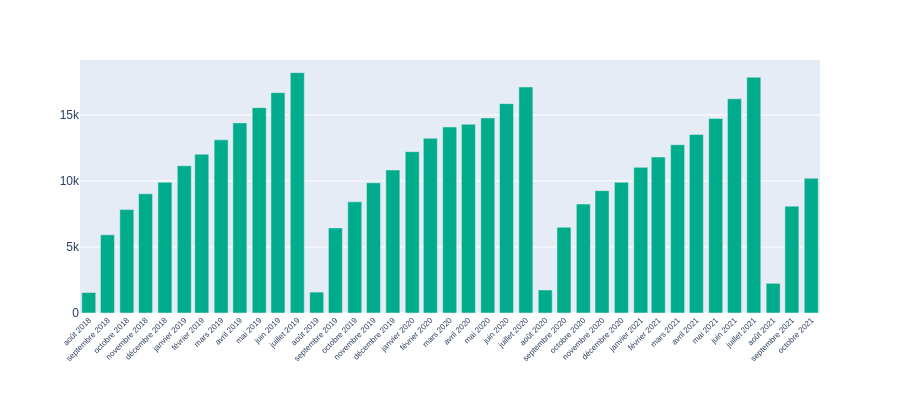 15k
10k
5k
0
août 2018
septembre 2018
octobre 2018
novembre 2018
décembre 2018
janvier 2019
février 2019
mars 2019
avril 2019
mai 2019
juin 2019
juillet 2019
août 2019
septembre 2019
octobre 2019
novembre 2019
décembre 2019
janvier 2020
février 2020
mars 2020
avril 2020
mai 2020
juin 2020
juillet 2020
août 2020
septembre 2020
octobre 2020
novembre 2020
décembre 2020
janvier 2021
février 2021
mars 2021
avril 2021
mai 2021
juin 2021
juillet 2021
août 2021
septembre 2021
octobre 2021